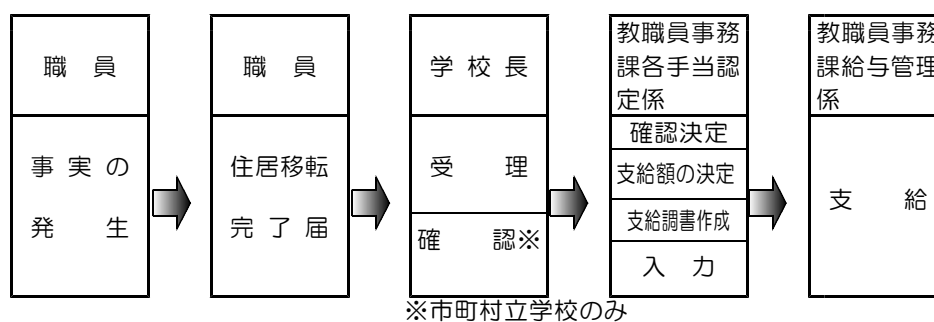 職　員
事 実 の
発　　生
職　員
住居移転
完 了 届
学 校 長
受　　理
確　　認※
教職員事務
課各手当認
定係
確認決定
支給額の決定
支給調書作成
入　力
教職員事務
課給与管理
係
支　　給
※市町村立学校のみ